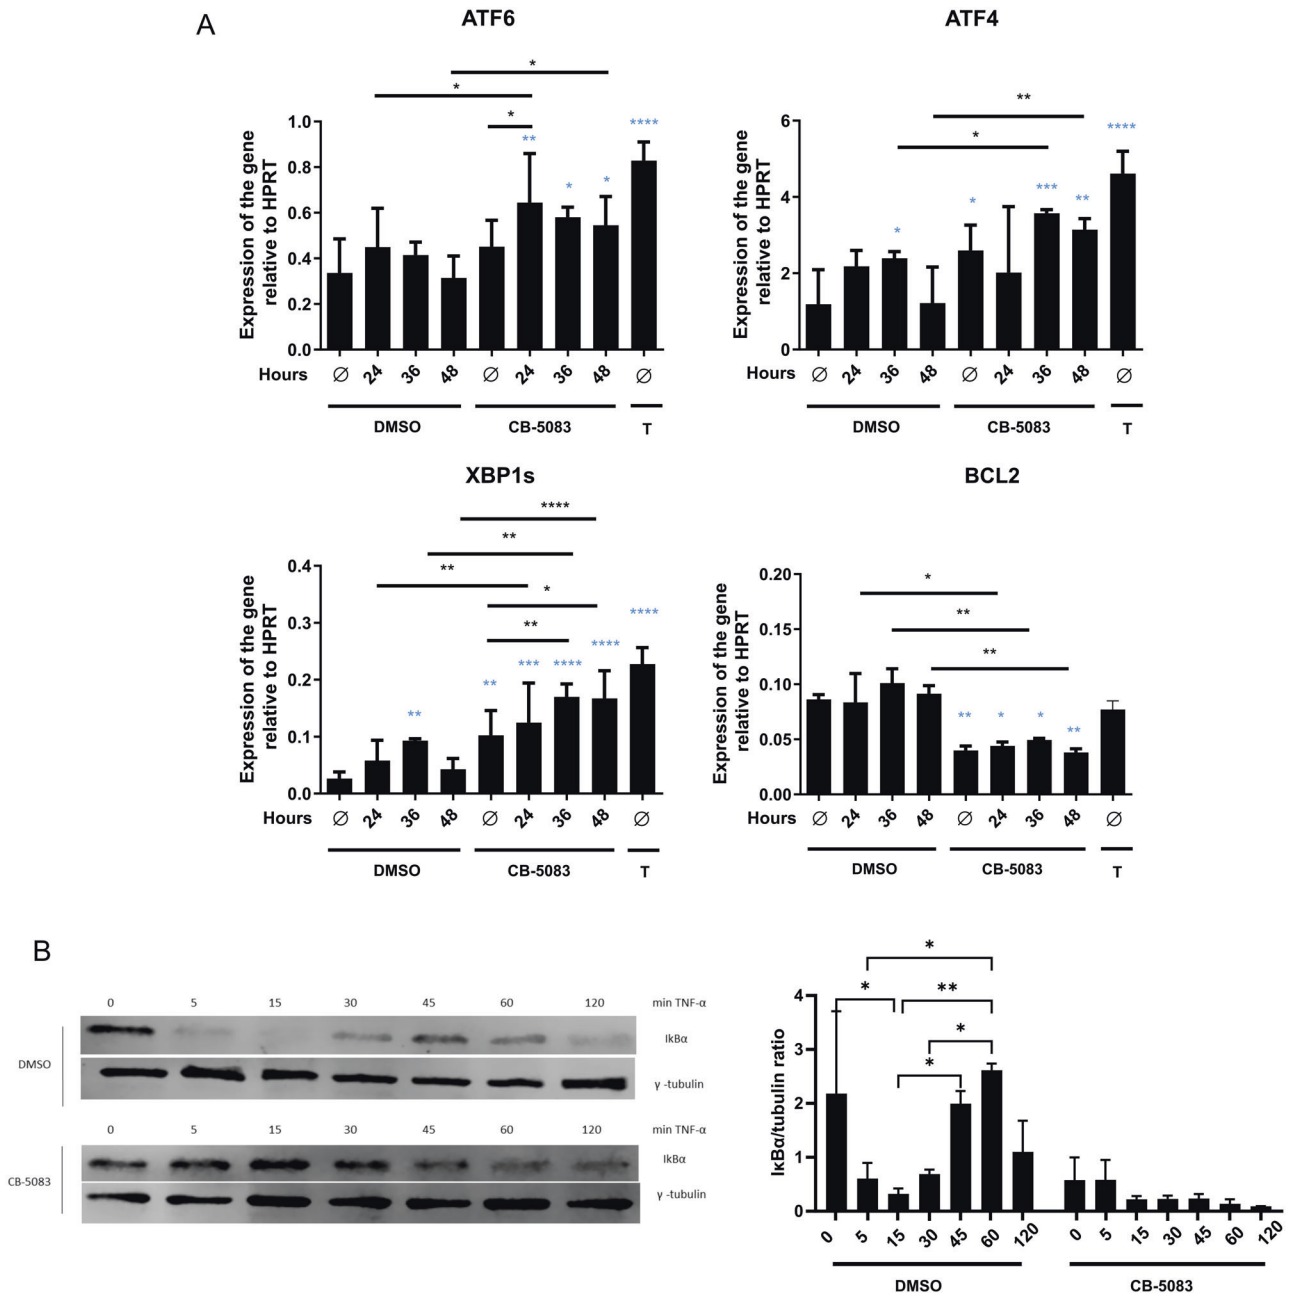 A
ATF6
*
*
*
**
*
*
****
Expression of the gene
relative to HPRT
1.0
0.8
0.6
0.4
0.2
0.0
Hours
∅ 24 36 48 ∅ 24 36 48 ∅
DMSO CB-5083 T
ATF4
**
*
*
*
***
**
****
Expression of the gene
relative to HPRT
6
4
2
0
Hours
∅ 24 36 48 ∅ 24 36 48 ∅
DMSO CB-5083 T
XBP1s
****
**
**
*
**
**
**
***
****
****
****
Expression of the gene
relative to HPRT
0.4
0.3
0.2
0.1
0.0
Hours
∅ 24 36 48 ∅ 24 36 48 ∅
DMSO CB-5083 T
BCL2
*
**
**
**
*
*
**
Expression of the gene
relative to HPRT
0.20
0.15
0.10
0.05
0.00
Hours
∅ 24 36 48 ∅ 24 36 48 ∅
DMSO CB-5083 T
B
0 5 15 30 45 60 120 min TNF-α
IkBα
DMSO
γ -tubulin
0 5 15 30 45 60 120 min TNF-α
IkBα
CB-5083
γ -tubulin
*
*
**
*
*
IκBα/tubulin ratio
4
3
2
1
0
0 5 15 30 45 60 120 0 5 15 30 45 60 120
DMSO CB-5083